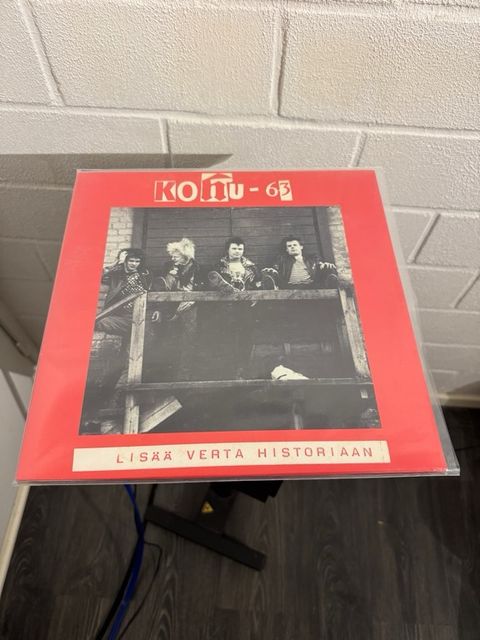 KOHU-63
LISÄÄ VERTA HISTORIAAN